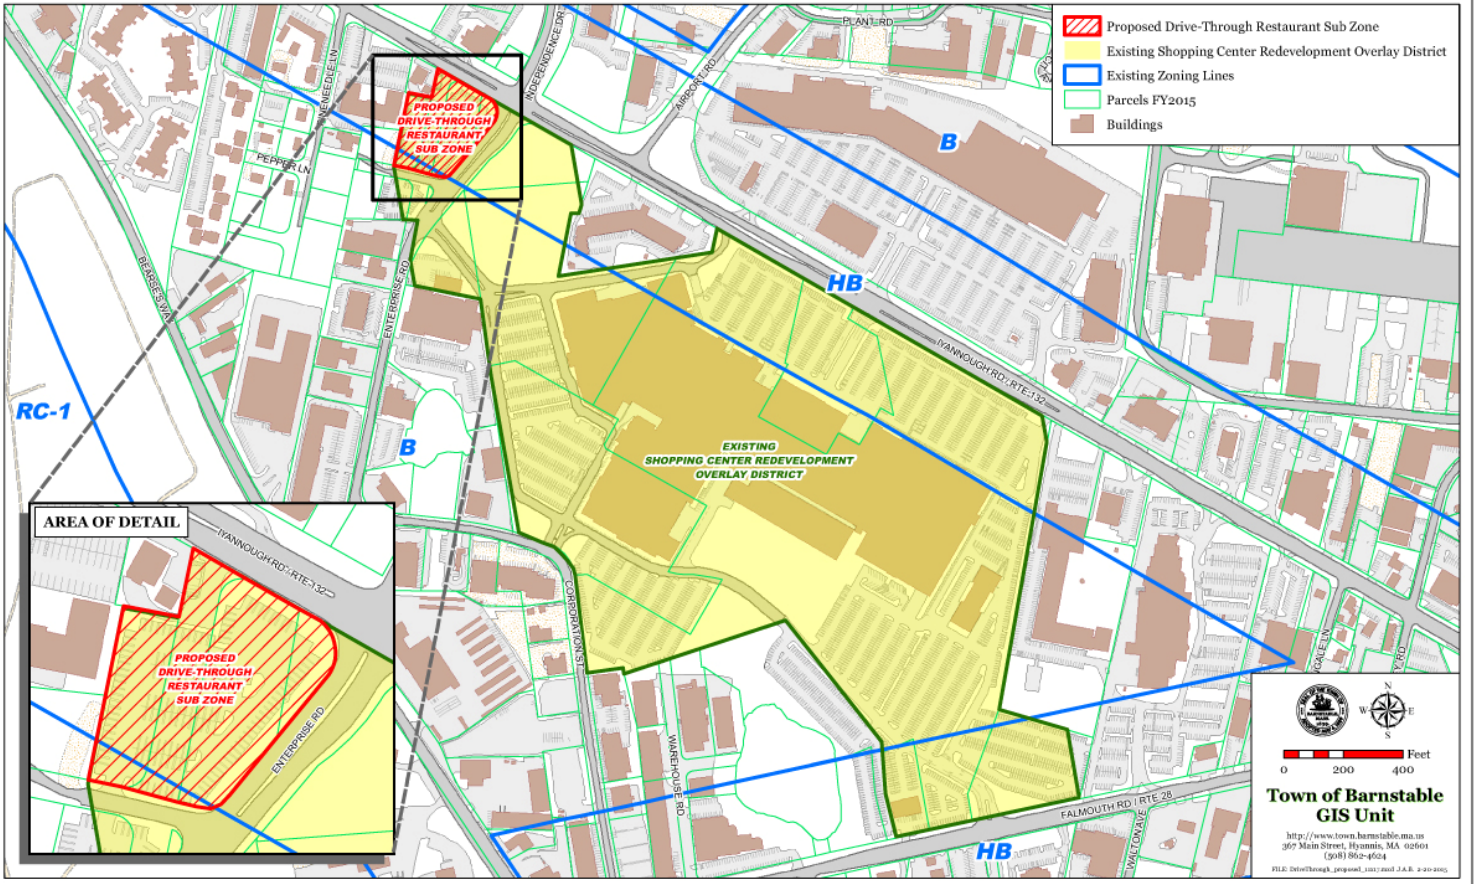 PLANT RD
INDEPENDENCE DR
AIRPORT RD
PEPPER LN
PROPOSED
DRIVE-THROUGH
RESTAURANT
SUB ZONE
Proposed Drive-Through Restaurant Sub Zone
Existing Shopping Center Redevelopment Overlay District
Existing Zoning Lines
Parcels FY2015
Buildings
B
HB
BEARSE'S WAY
ENTERPRISE RD
IYANNOUGH RD / RTE 132
RC-1
B
EXISTING
SHOPPING CENTER REDEVELOPMENT
OVERLAY DISTRICT
AREA OF DETAIL
IYANNOUGH RD / RTE 132
PROPOSED
DRIVE-THROUGH
RESTAURANT
SUB ZONE
ENTERPRISE RD
CORPORATION ST
WAREHOUSE RD
FALMOUTH RD / RTE 28
WALTON AVE
HB
N
W E
S
Feet
0 200 400
Town of Barnstable
GIS Unit
http://www.town.barnstable.ma.us
367 Main Street, Hyannis, MA 02601
(508) 862-4624